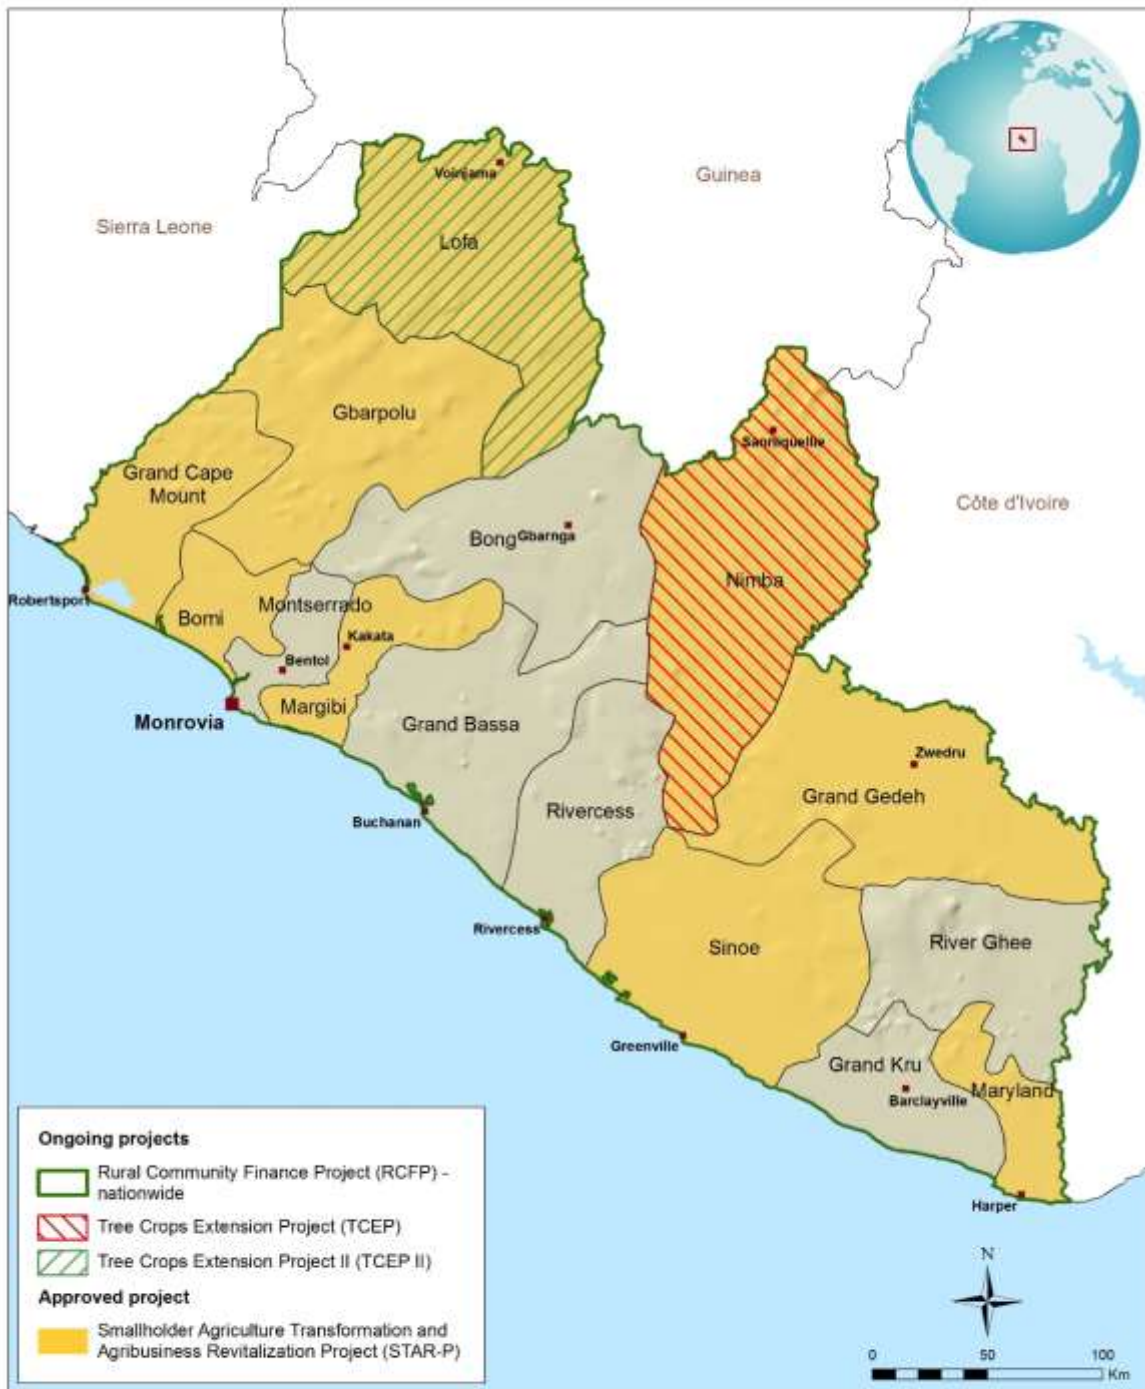 Guinea
Voinjama
Sierra Leone
Lofa
Gbarpolu
Sanniquellie
Grand Cape
Mount
Côte d'Ivoire
Bong
Gbarnga
Nimba
Robertsport
Montserrado
Bomi
Kakata
Bentol
Margibi
Monrovia
Grand Bassa
Zwedru
Grand Gedeh
Rivercess
Buchanan
Rivercess
River Ghee
Sinoe
Greenville
Grand Kru
Maryland
Barclayville
Harper
Ongoing projects
Rural Community Finance Project (RCFP) -
nationwide
Tree Crops Extension Project (TCEP)
Tree Crops Extension Project II (TCEP II)
Approved project
Smallholder Agriculture Transformation and
Agribusiness Revitalization Project (STAR-P)
N
0 50 100
Km